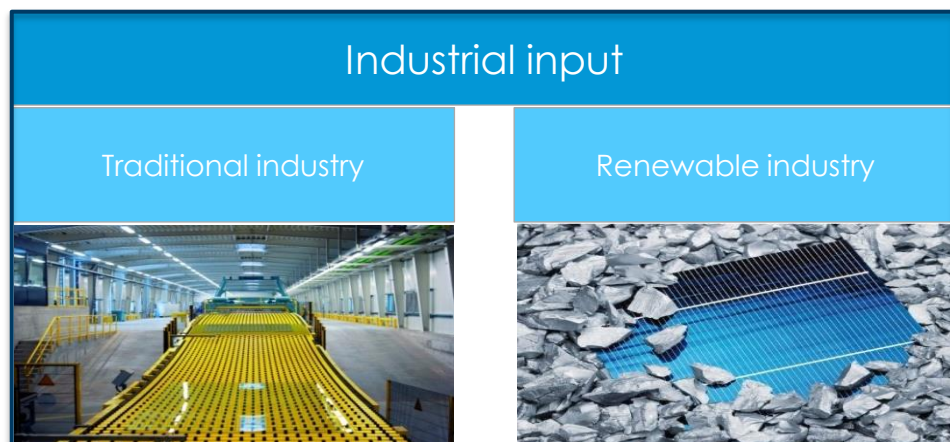 Industrial input
Traditional industry
Renewable industry